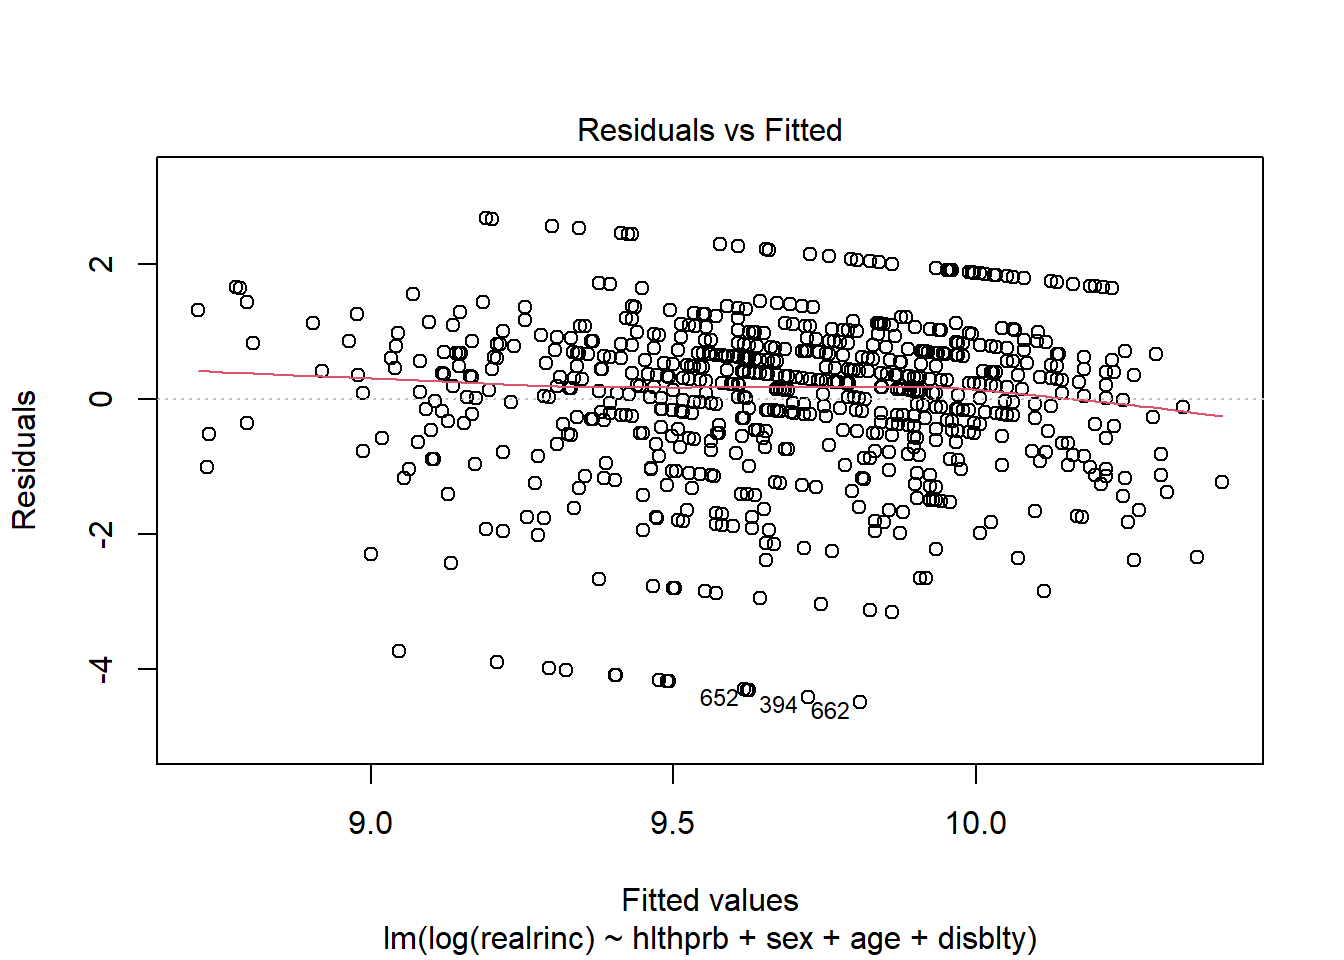 Residuals vs Fitted
Residuals
2
0
-2
-4
652
394
662
9.0 9.5 10.0
Fitted values
lm(log(realrinc) ~ hlthprb + sex + age + disblty)